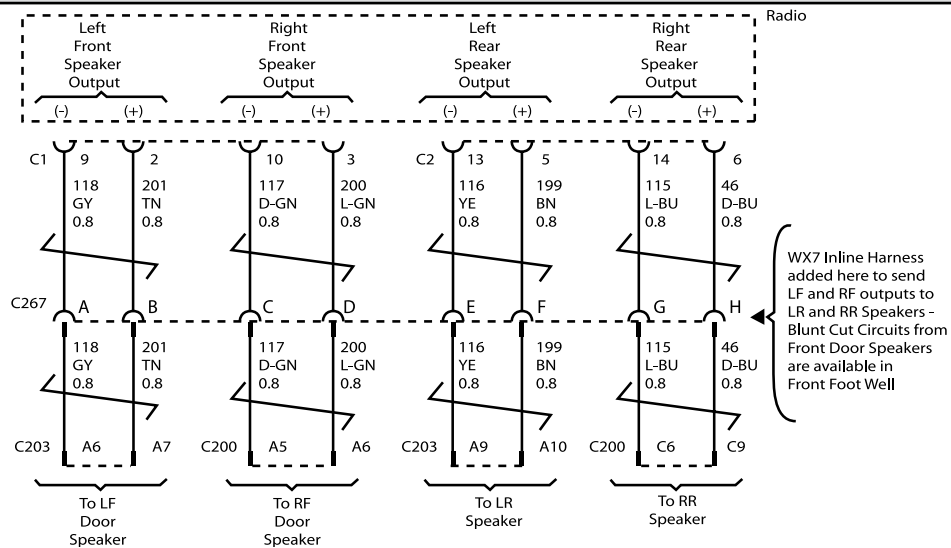 Radio
Left Front Speaker Output
Right Front Speaker Output
Left Rear Speaker Output
Right Rear Speaker Output
(-) (+) (-) (+) (-) (+) (-) (+)
C1 9 2 10 3 C2 13 5 14 6
118 201 117 200 116 199 115 46
GY TN D-GN L-GN YE BN L-BU D-BU
0.8 0.8 0.8 0.8 0.8 0.8 0.8 0.8
C267 A B C D E F G H
WX7 Inline Harness
added here to send
LF and RF outputs to
LR and RR Speakers -
Blunt Cut Circuits from
Front Door Speakers
are available in
Front Foot Well
118 201 117 200 116 199 115 46
GY TN D-GN L-GN YE BN L-BU D-BU
0.8 0.8 0.8 0.8 0.8 0.8 0.8 0.8
C203 A6 A7 C200 A5 A6 C203 A9 A10 C200 C6 C9
To LF Door Speaker
To RF Door Speaker
To LR Speaker
To RR Speaker